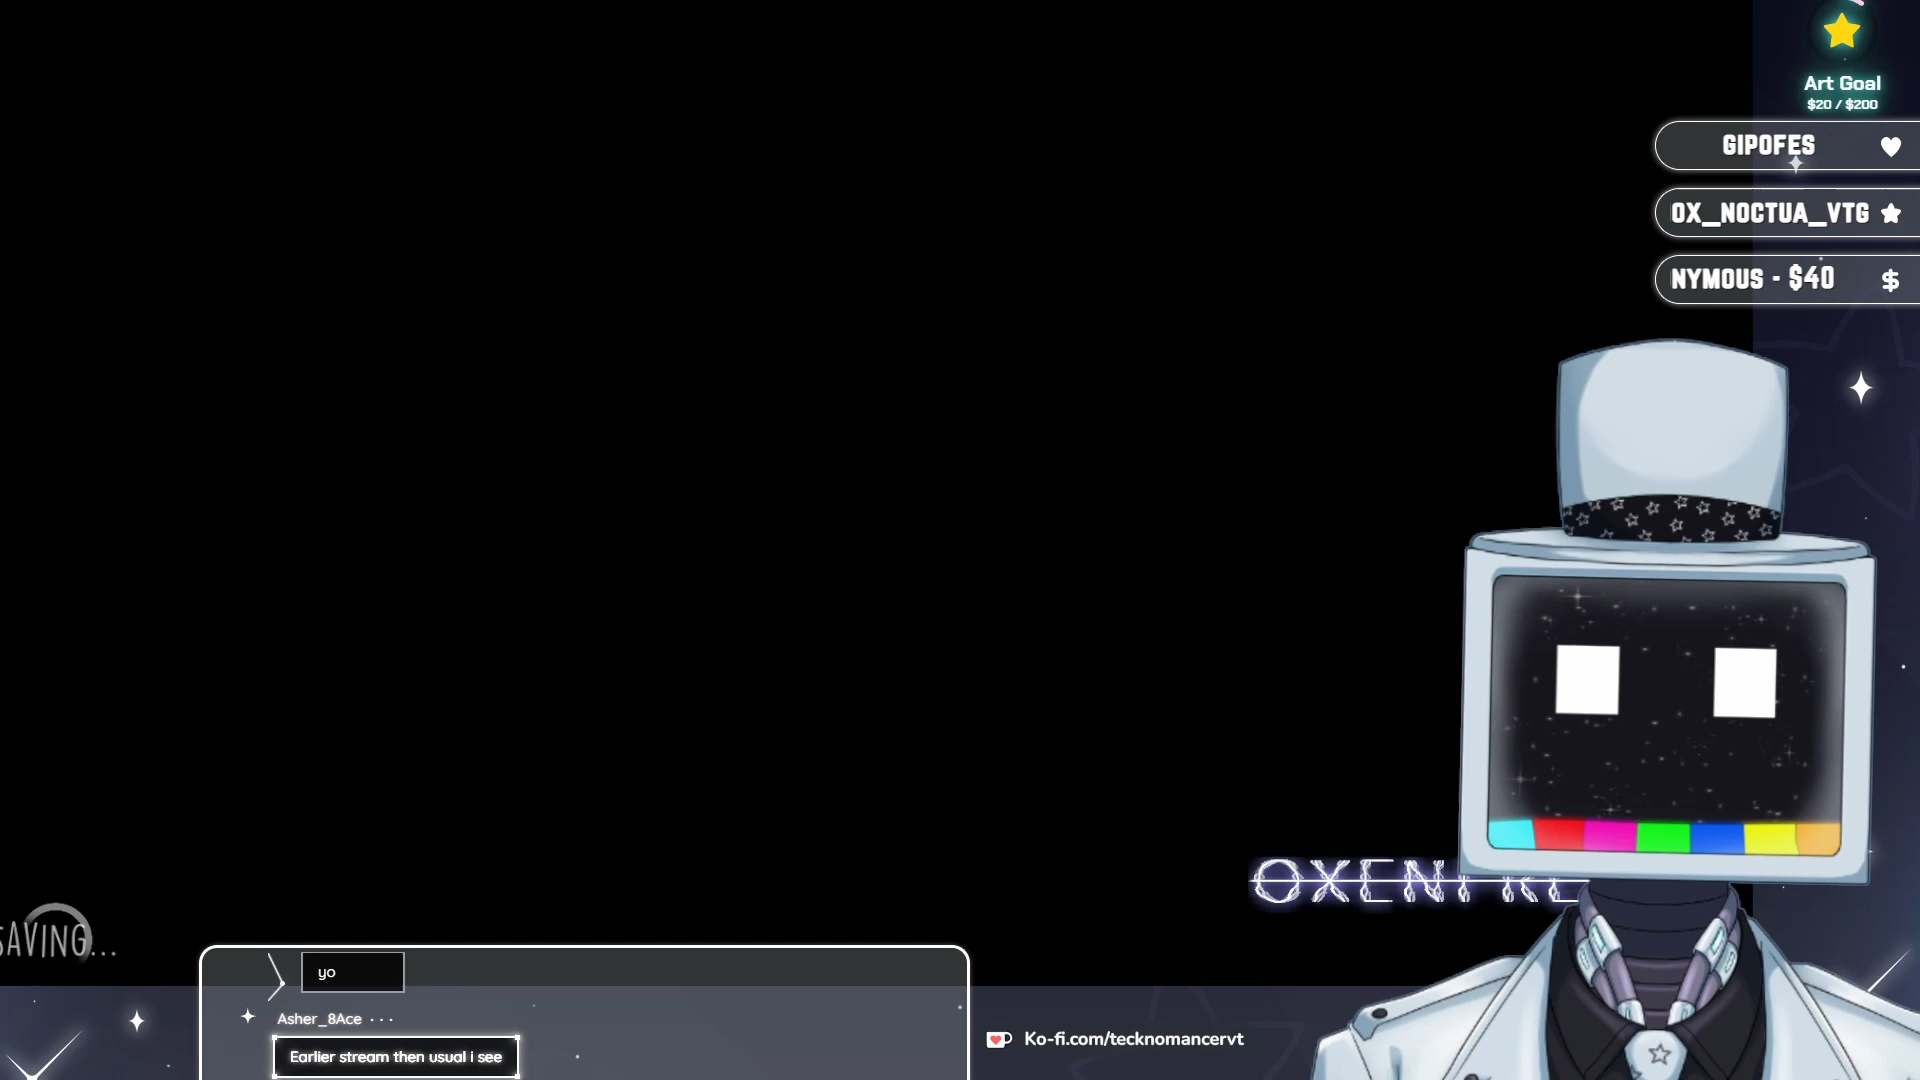 Art Goal
$20 / $200
GIPOFES
OX_NOCTUA_VTG
NYMOUS - $40
$
OXENFRE
SAVING...
yo
Asher_8Ace
Earlier stream then usual i see
Ko-fi.com/tecknomancervt